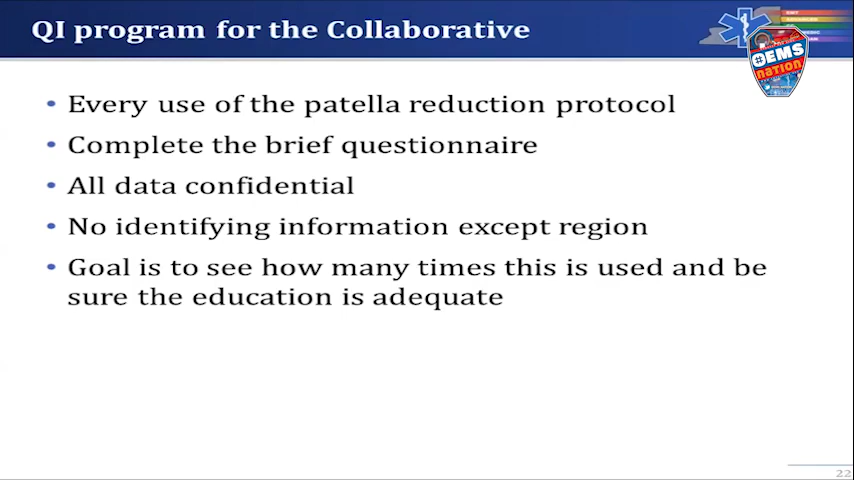 QI program for the Collaborative
#OEMS
nation
• Every use of the patella reduction protocol
• Complete the brief questionnaire
• All data confidential
• No identifying information except region
• Goal is to see how many times this is used and be
sure the education is adequate
22